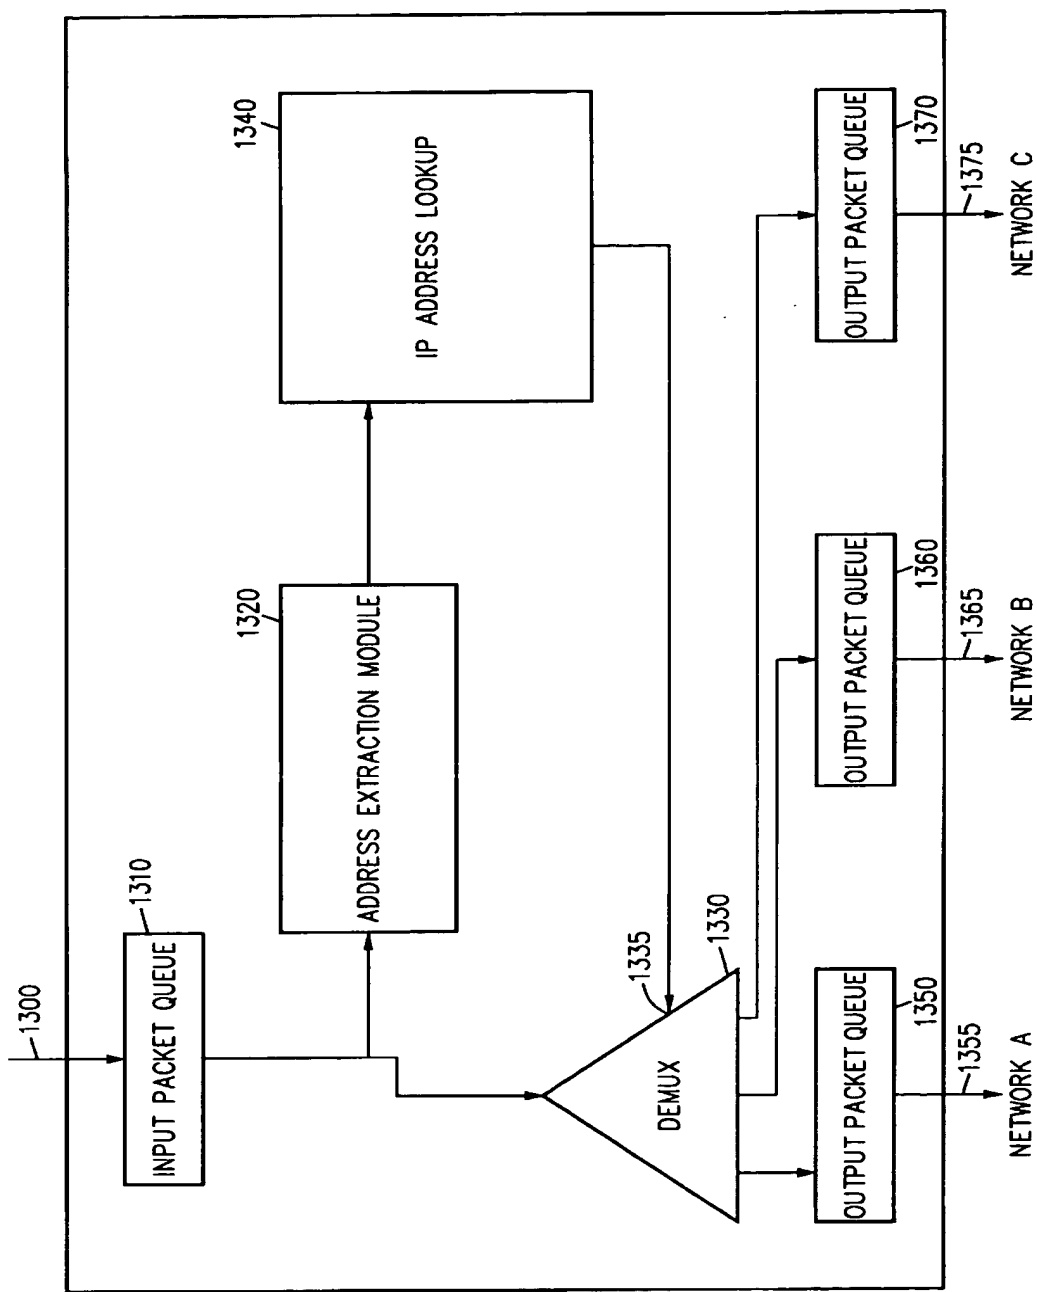 1300
1310
INPUT PACKET QUEUE
1320
ADDRESS EXTRACTION MODULE
1340
IP ADDRESS LOOKUP
1335
1330
DEMUX
OUTPUT PACKET QUEUE
1350
1355
NETWORK A
OUTPUT PACKET QUEUE
1360
1365
NETWORK B
OUTPUT PACKET QUEUE
1370
1375
NETWORK C